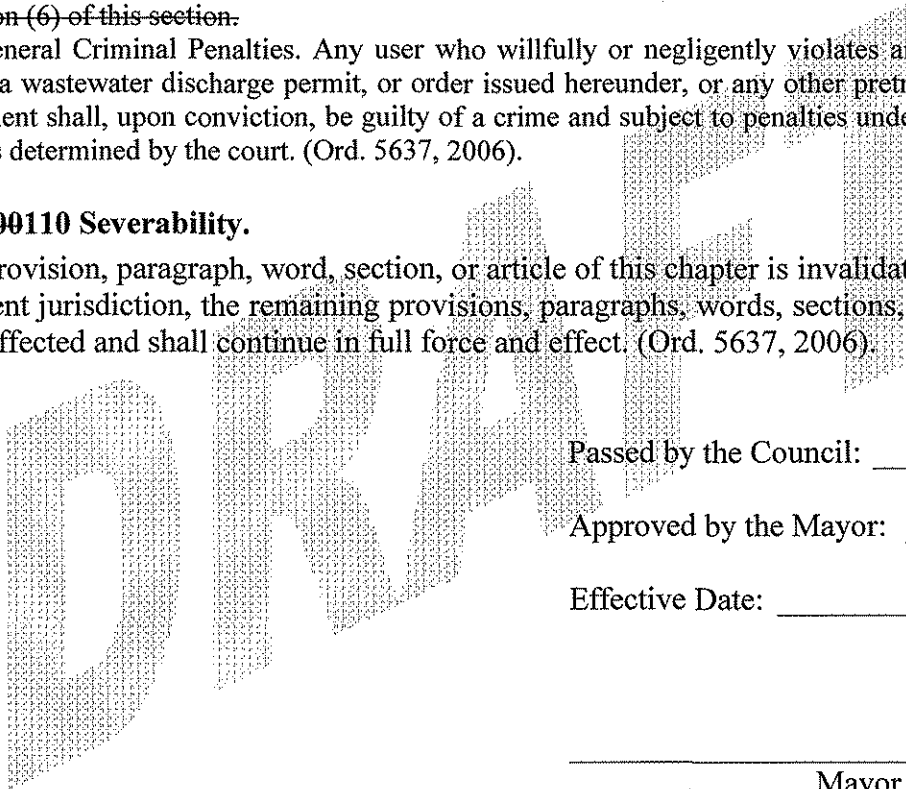 on (6) of this section.
eneral Criminal Penalties. Any user who willfully or negligently violates a
a wastewater discharge permit, or order issued hereunder, or any other pretr
ent shall, upon conviction, be guilty of a crime and subject to penalties unde
s determined by the court. (Ord. 5637, 2006).
90110 Severability.
rovision, paragraph, word, section, or article of this chapter is invalidat
ent jurisdiction, the remaining provisions, paragraphs, words, sections,
ffected and shall continue in full force and effect. (Ord. 5637, 2006).
DRAFT
Passed by the Council:
Approved by the Mayor:
Effective Date:
Mayor